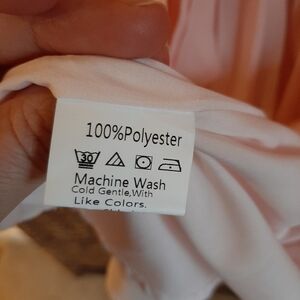 100%Polyester
30
Machine Wash
Cold Gentle,With
Like Colors.